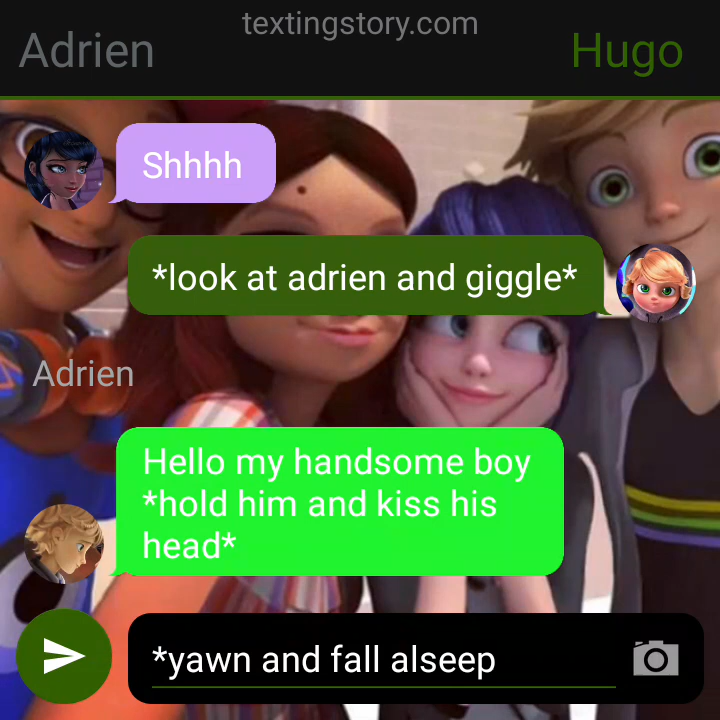 textingstory.com
Adrien
Hugo
Shhhh
*look at adrien and giggle*
Adrien
Hello my handsome boy
*hold him and kiss his
head*
*yawn and fall alseep